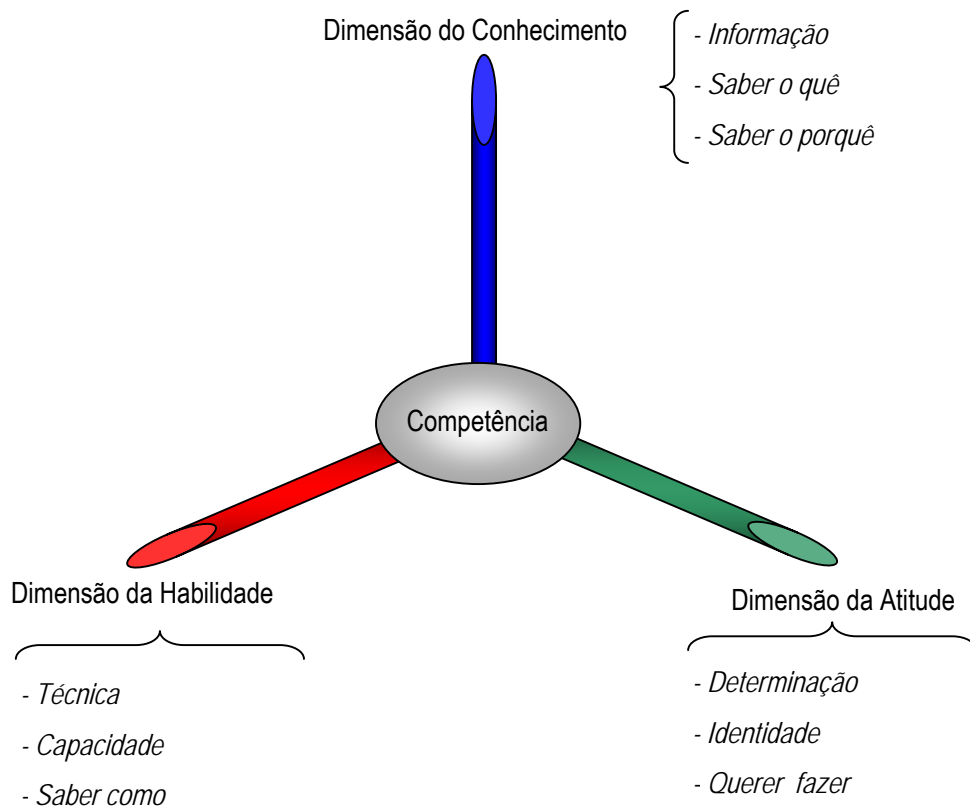 Dimensão do Conhecimento
- Informação
- Saber o quê
- Saber o porquê
Competência
Dimensão da Habilidade
- Técnica
- Capacidade
- Saber como
Dimensão da Atitude
- Determinação
- Identidade
- Querer fazer